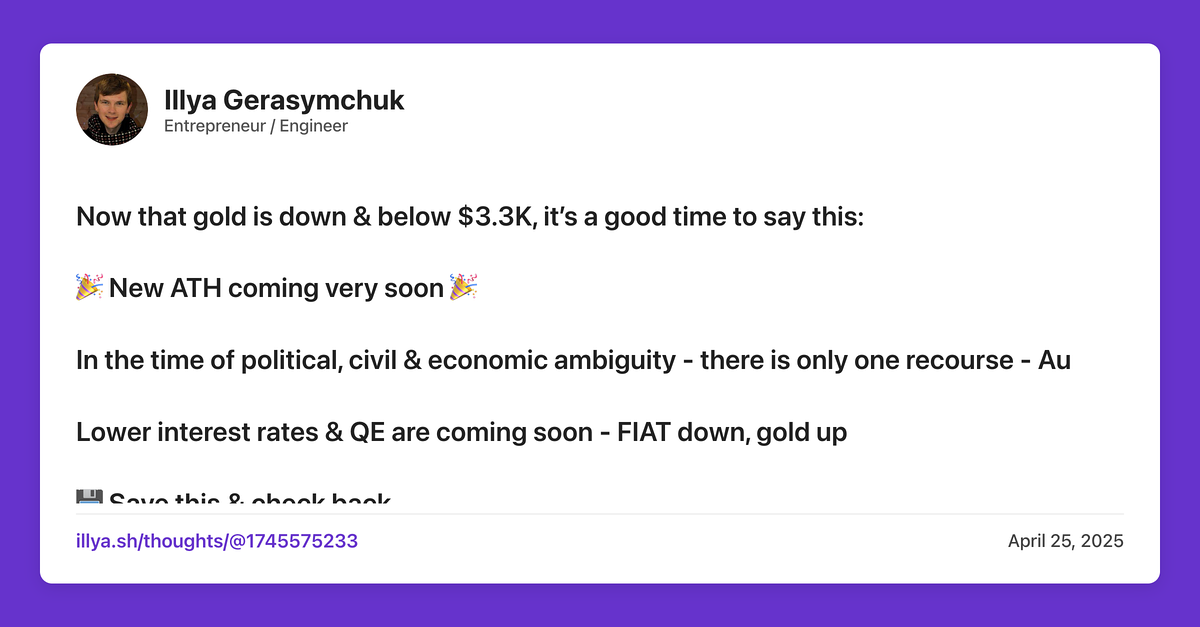 Illya Gerasymchuk
Entrepreneur / Engineer
Now that gold is down & below $3.3K, it’s a good time to say this:
🎉 New ATH coming very soon 🎉
In the time of political, civil & economic ambiguity - there is only one recourse - Au
Lower interest rates & QE are coming soon - FIAT down, gold up
💾 Save this & check back
illya.sh/thoughts/@1745575233
April 25, 2025